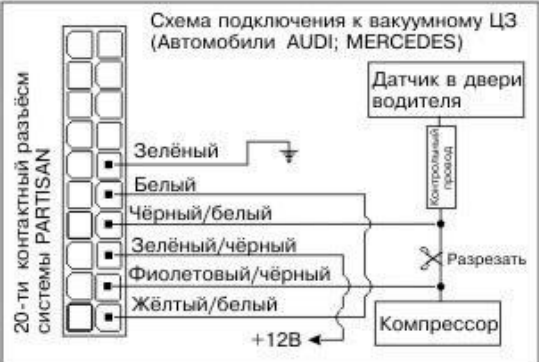 Схема подключения к вакуумному ЦЗ
(Автомобили AUDI; MERCEDES)
Датчик в двери
водителя
Контрольный
провод
20-ти контактный разъёсм
системы PARTISAN
Зелёный
Белый
Чёрный/белый
Зелёный/чёрный
Фиолетовый/чёрный
Жёлтый/белый
+12В
Разрезать
Компрессор